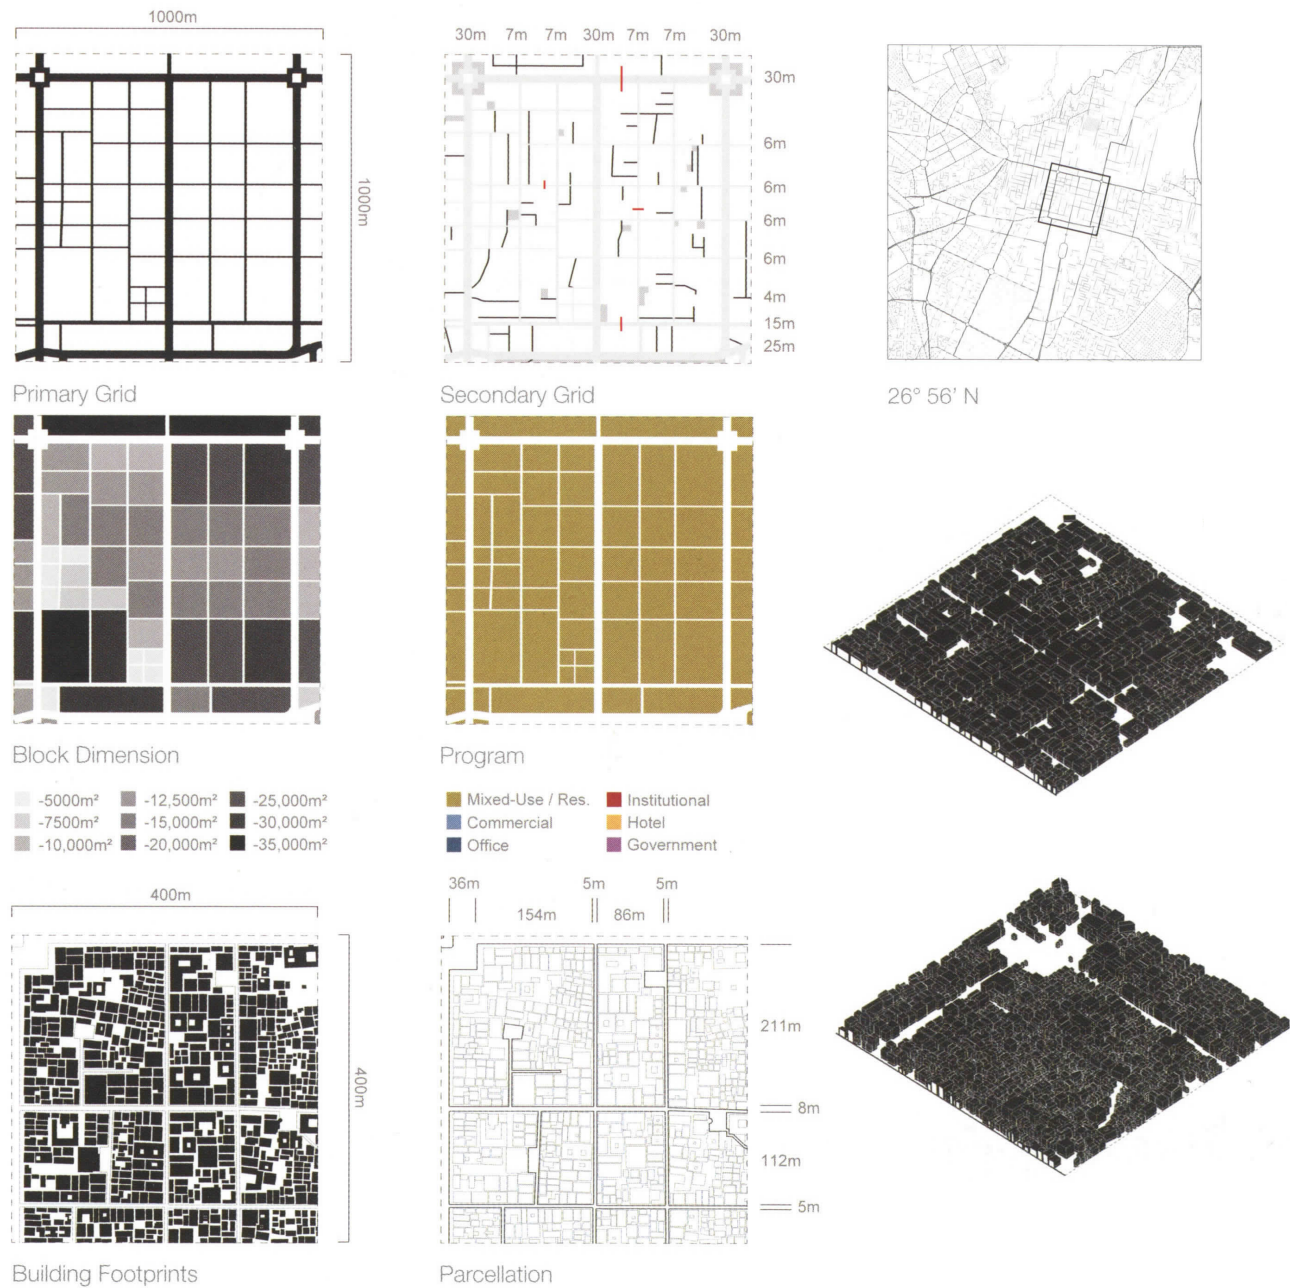 1000m
30m 7m 7m 30m 7m 7m 30m
1000m
30m
6m
6m
6m
6m
4m
15m
25m
Primary Grid
Secondary Grid
26° 56’ N
Block Dimension
Program
-5000m² -12,500m² -25,000m²
-7500m² -15,000m² -30,000m²
-10,000m² -20,000m² -35,000m²
Mixed-Use / Res. Institutional
Commercial Hotel
Office Government
400m
36m 5m 5m
154m 86m
400m
211m
8m
112m
5m
Building Footprints
Parcellation